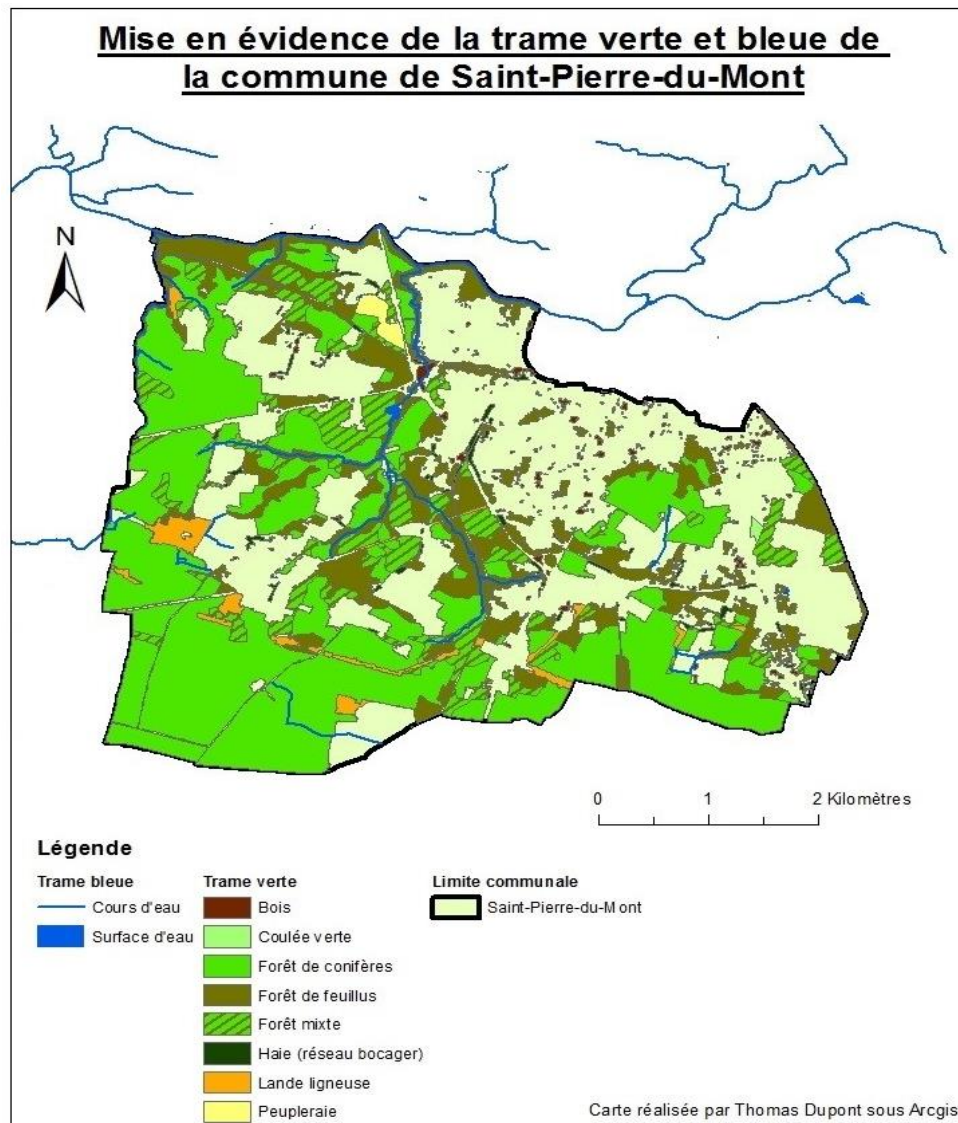 Mise en évidence de la trame verte et bleue de
la commune de Saint-Pierre-du-Mont
N
0 1 2 Kilomètres
Légende
Trame bleue
Cours d'eau
Surface d'eau
Trame verte
Bois
Coulée verte
Forêt de conifères
Forêt de feuillus
Forêt mixte
Haie (réseau bocager)
Lande ligneuse
Peupleraie
Limite communale
Saint-Pierre-du-Mont
Carte réalisée par Thomas Dupont sous Arcgis